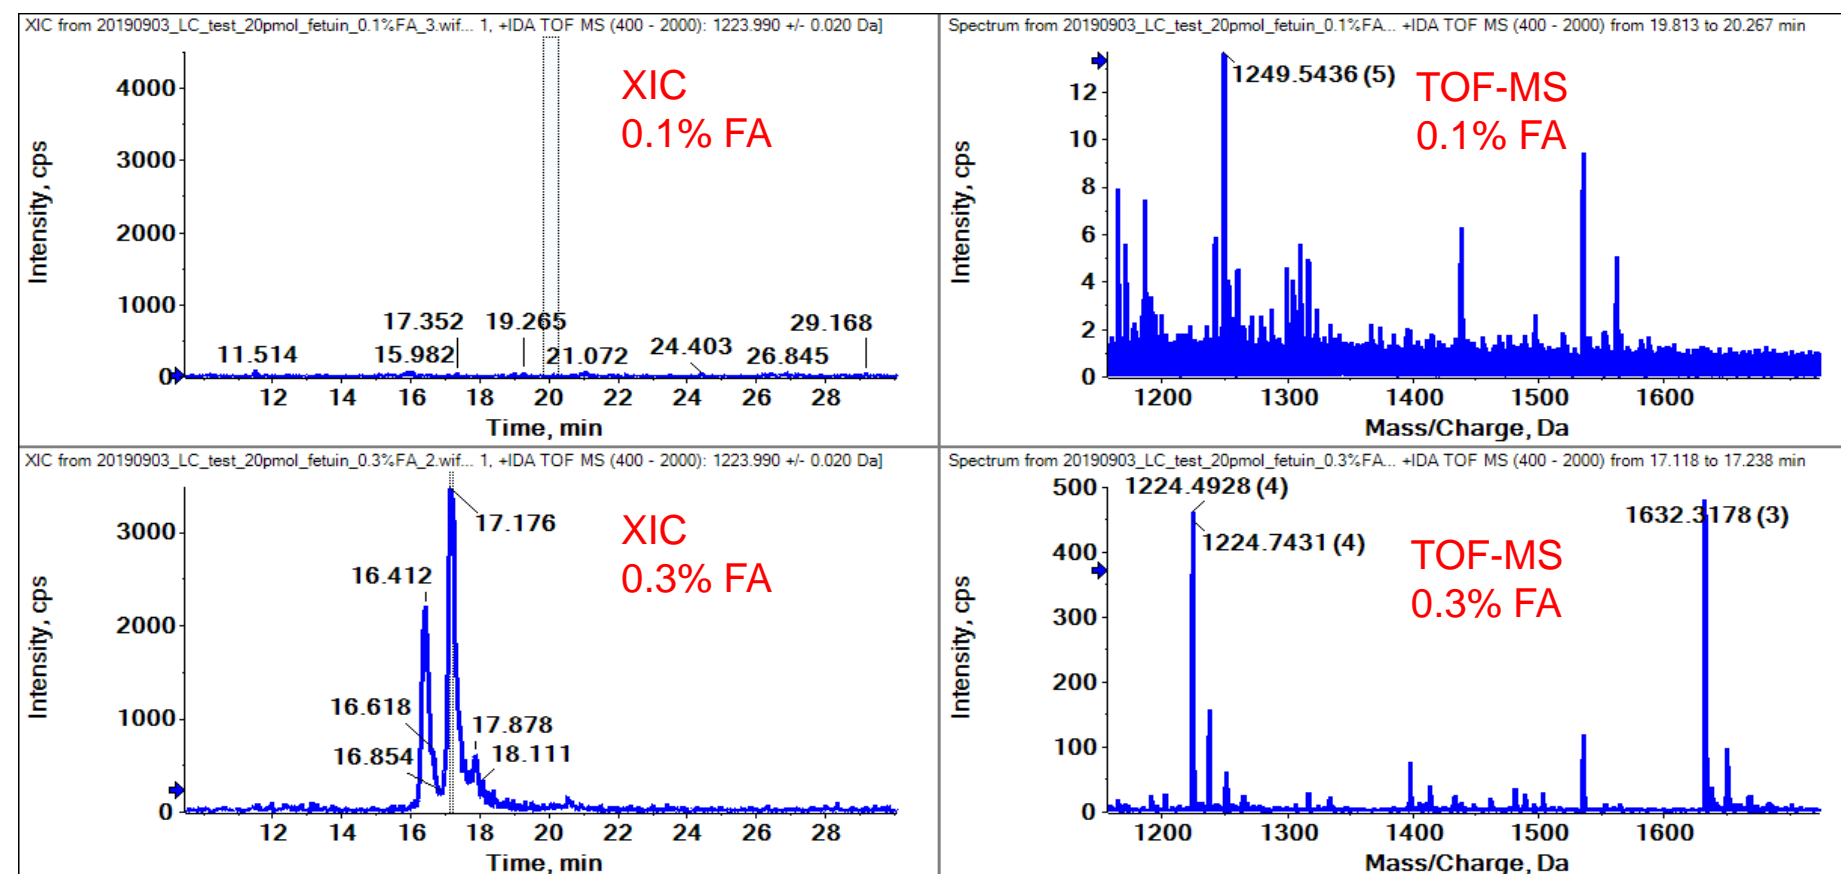 XIC from 20190903_LC_test_20pmol_fetuin_0.1%FA_3.wif... 1, +IDA TOF MS (400 - 2000): 1223.990 +/- 0.020 Da]
XIC
0.1% FA
4000
3000
2000
1000
0
Intensity, cps
11.514
15.982
17.352
19.265
21.072
24.403
26.845
29.168
12 14 16 18 20 22 24 26 28
Time, min
Spectrum from 20190903_LC_test_20pmol_fetuin_0.1%FA... +IDA TOF MS (400 - 2000) from 19.813 to 20.267 min
1249.5436 (5)
TOF-MS
0.1% FA
12
10
8
6
4
2
0
Intensity, cps
1200 1300 1400 1500 1600
Mass/Charge, Da
XIC from 20190903_LC_test_20pmol_fetuin_0.3%FA_2.wif... 1, +IDA TOF MS (400 - 2000): 1223.990 +/- 0.020 Da]
XIC
0.3% FA
3000
2000
1000
0
Intensity, cps
17.176
16.412
16.618
16.854
17.878
18.111
12 14 16 18 20 22 24 26 28
Time, min
Spectrum from 20190903_LC_test_20pmol_fetuin_0.3%FA... +IDA TOF MS (400 - 2000) from 17.118 to 17.238 min
1224.4928 (4)
1224.7431 (4)
1632.3178 (3)
TOF-MS
0.3% FA
500
400
300
200
100
0
Intensity, cps
1200 1300 1400 1500 1600
Mass/Charge, Da